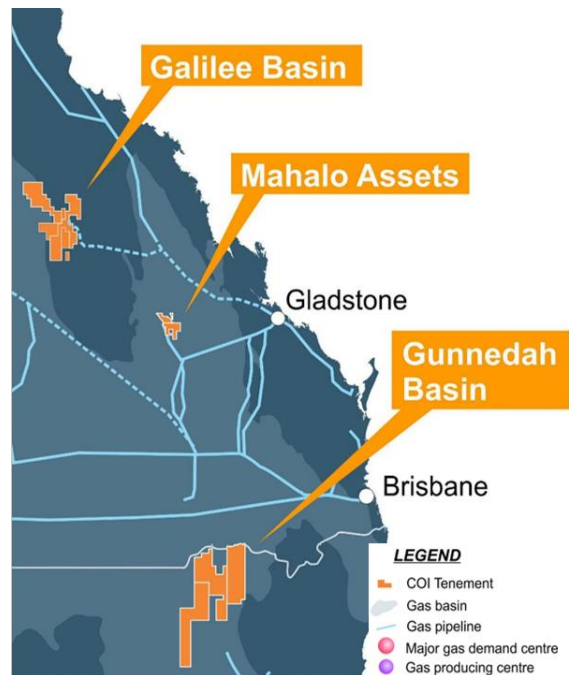 Galilee Basin
Mahalo Assets
Gladstone
Gunnedah
Basin
Brisbane
LEGEND
COI Tenement
Gas basin
Gas pipeline
Major gas demand centre
Gas producing centre